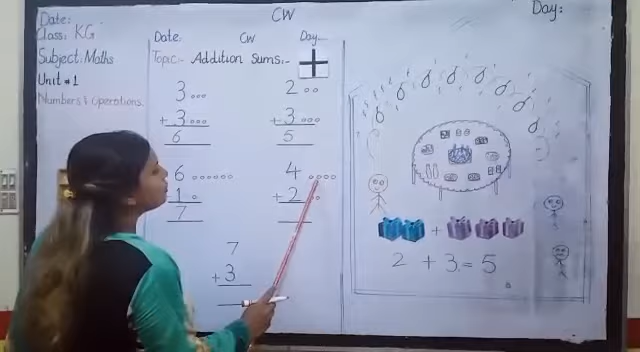 CW
Date:
Day:
Class: KG
Subject: Maths
Unit # 1
Numbers & Operations.
Date:
CW
Day
Topic:- Addition Sums:-
+
3
+ 3
6
2
+ 3
5
6
1
7
4
+ 2
7
+ 3
2 + 3 = 5